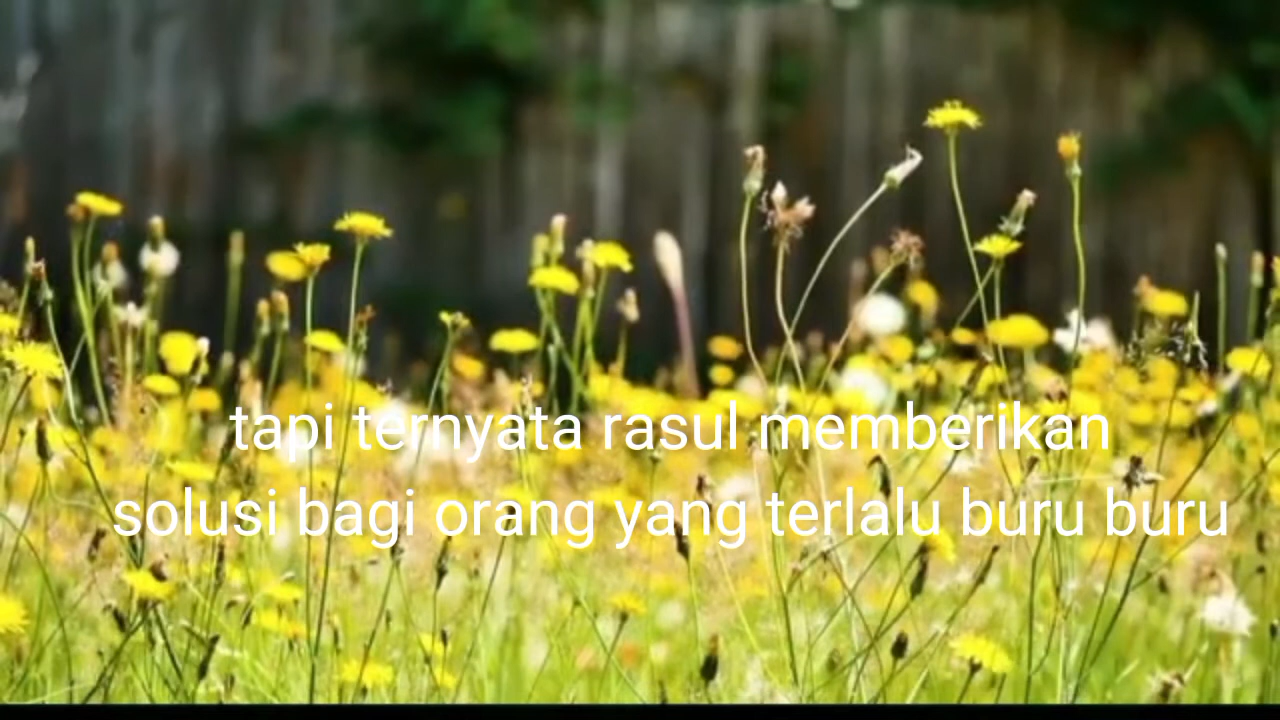 tapi ternyata rasul memberikan
solusi bagi orang yang terlalu buru buru